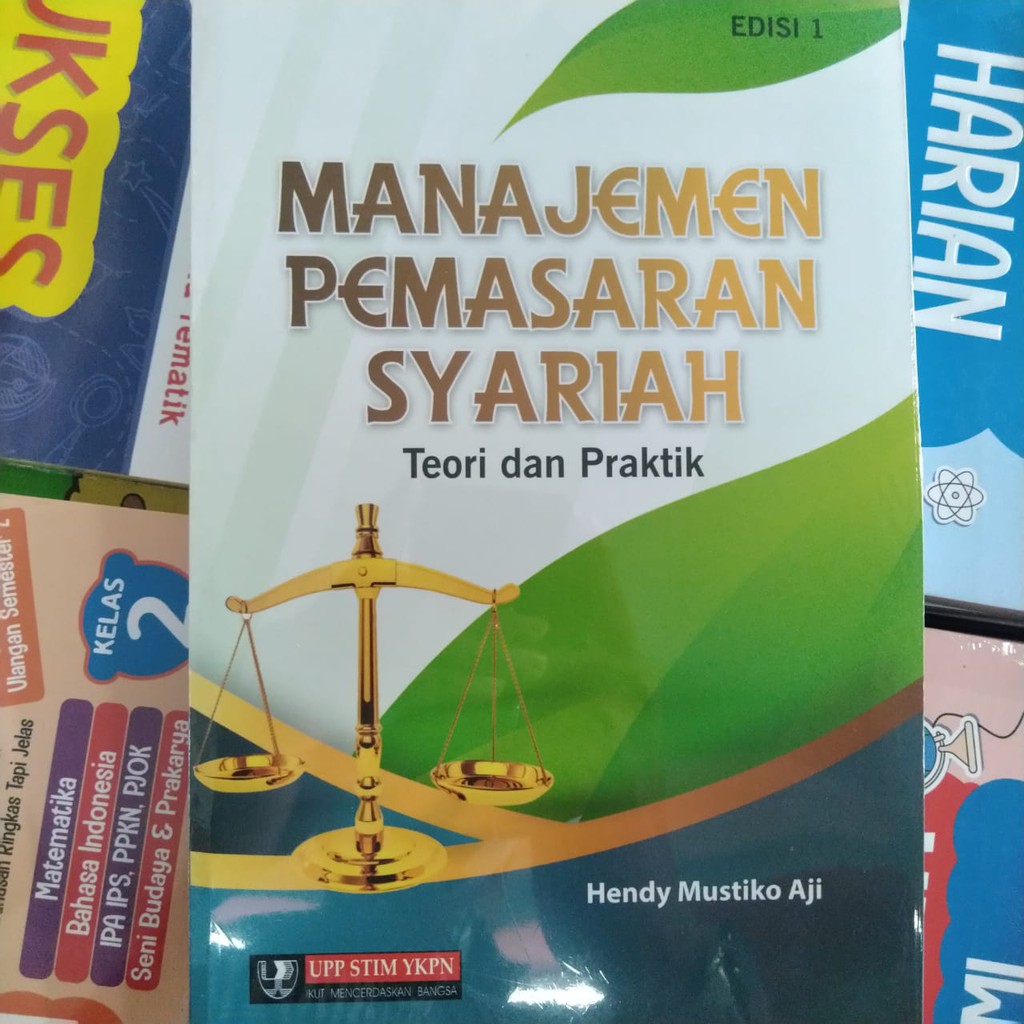 EDISI 1
MANAJEMEN
PEMASARAN
SYARIAH
Teori dan Praktik
Hendy Mustiko Aji
UPP STIM YKPN
IKUT MENCERDASKAN BANGSA
UKSES
Tematik
Ulangan Semester
KELAS
2
Ringkas Tapi Jelas
Matematika
Bahasa Indonesia
IPA IPS, PPKN, PJOK
Seni Budaya & Prakarya
HARIAN